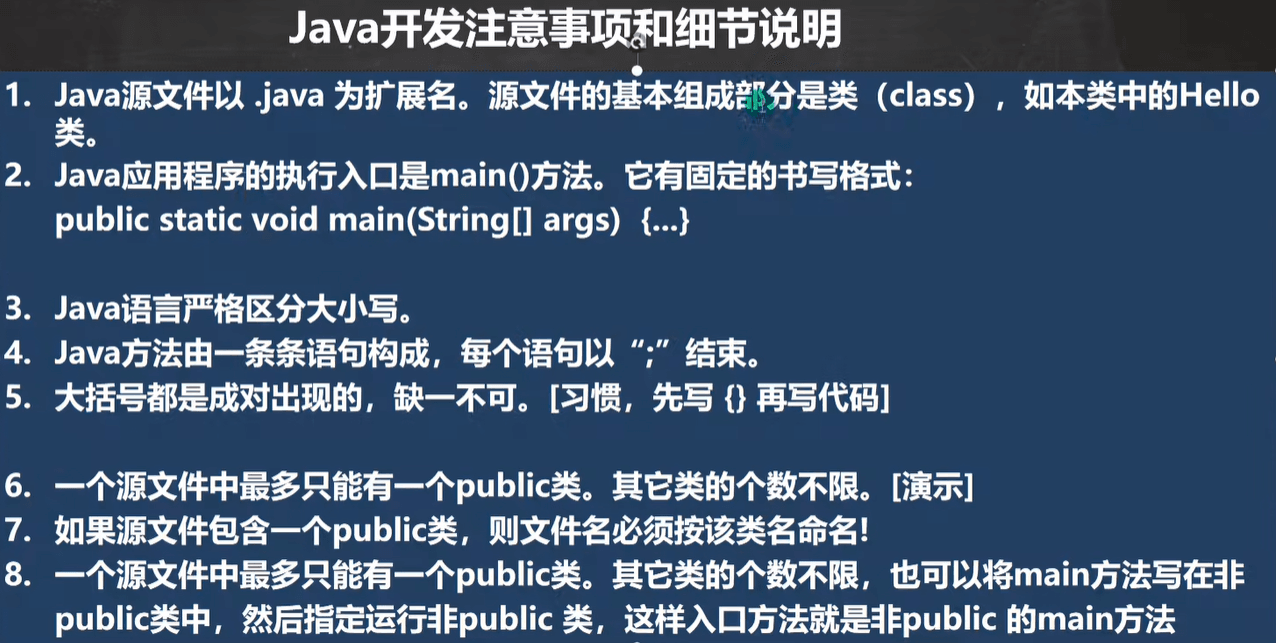 Java开发注意事项和细节说明
1. Java源文件以 .java 为扩展名。源文件的基本组成部分是类（class），如本类中的Hello
类。
2. Java应用程序的执行入口是main()方法。它有固定的书写格式：
public static void main(String[] args) {...}
3. Java语言严格区分大小写。
4. Java方法由一条条语句构成，每个语句以“;”结束。
5. 大括号都是成对出现的，缺一不可。[习惯，先写 {} 再写代码]
6. 一个源文件中最多只能有一个public类。其它类的个数不限。[演示]
7. 如果源文件包含一个public类，则文件名必须按该类名命名!
8. 一个源文件中最多只能有一个public类。其它类的个数不限，也可以将main方法写在非
public类中，然后指定运行非public 类，这样入口方法就是非public 的main方法